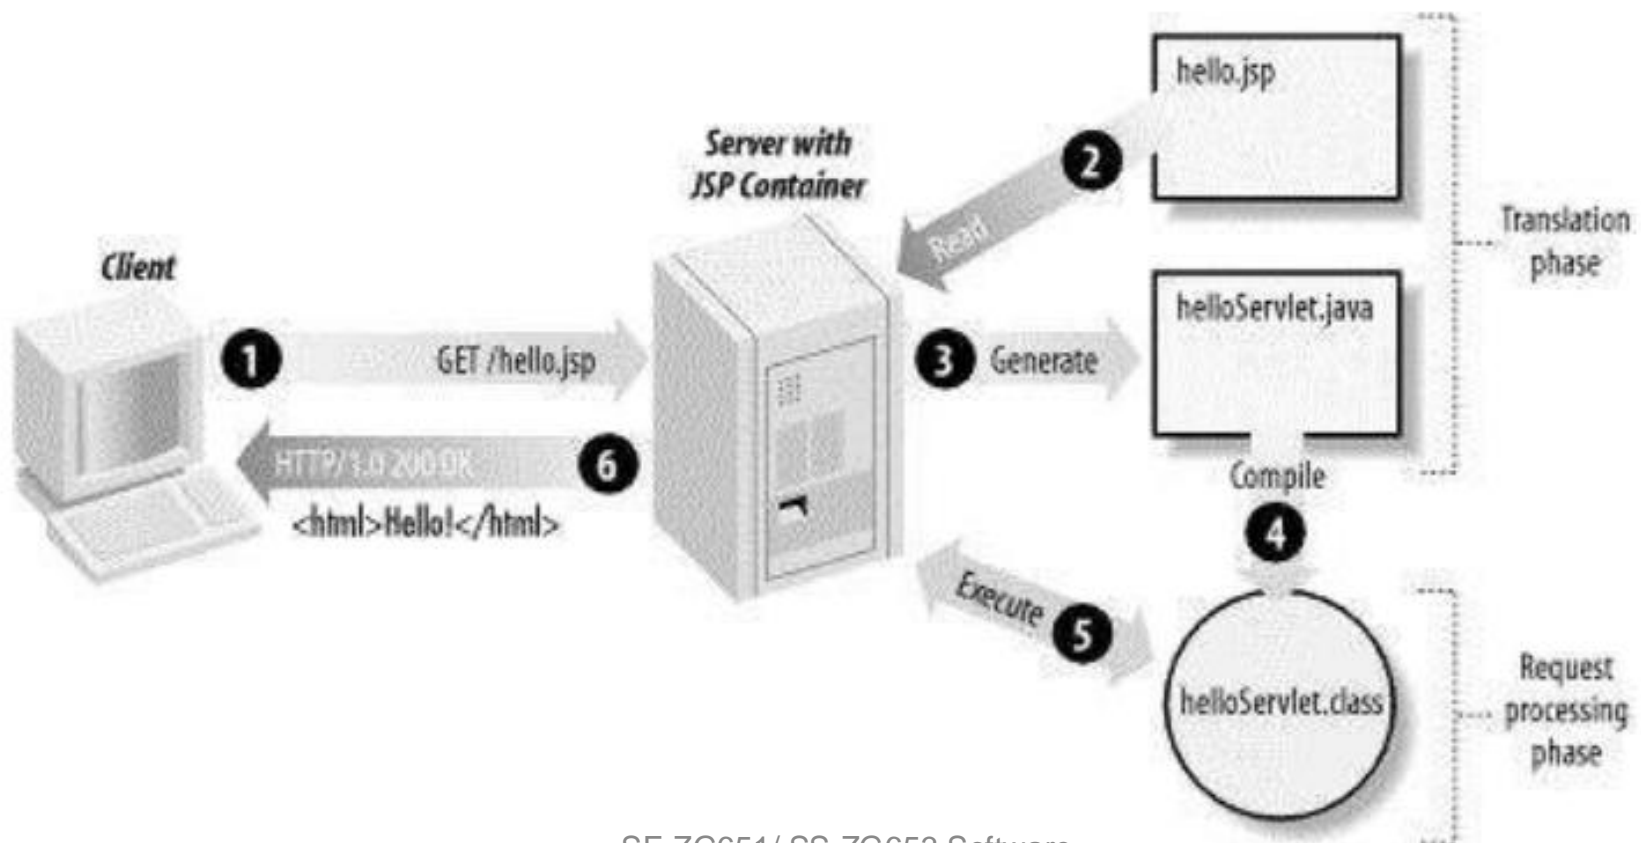 Client
1
GET /hello.jsp
6
HTTP/1.0 200 OK
<html>Hello!</html>
Server with
JSP Container
2
Read
hello.jsp
3
Generate
helloServlet.java
Compile
4
Execute
5
helloServlet.class
Translation
phase
Request
processing
phase
Software